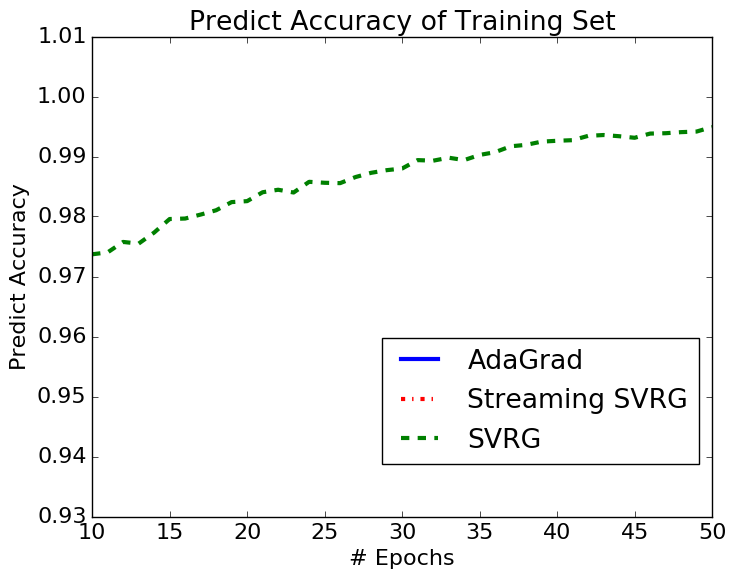 Predict Accuracy of Training Set
1.01
1.00
0.99
0.98
0.97
0.96
0.95
0.94
0.93
Predict Accuracy
AdaGrad
Streaming SVRG
SVRG
10 15 20 25 30 35 40 45 50
# Epochs